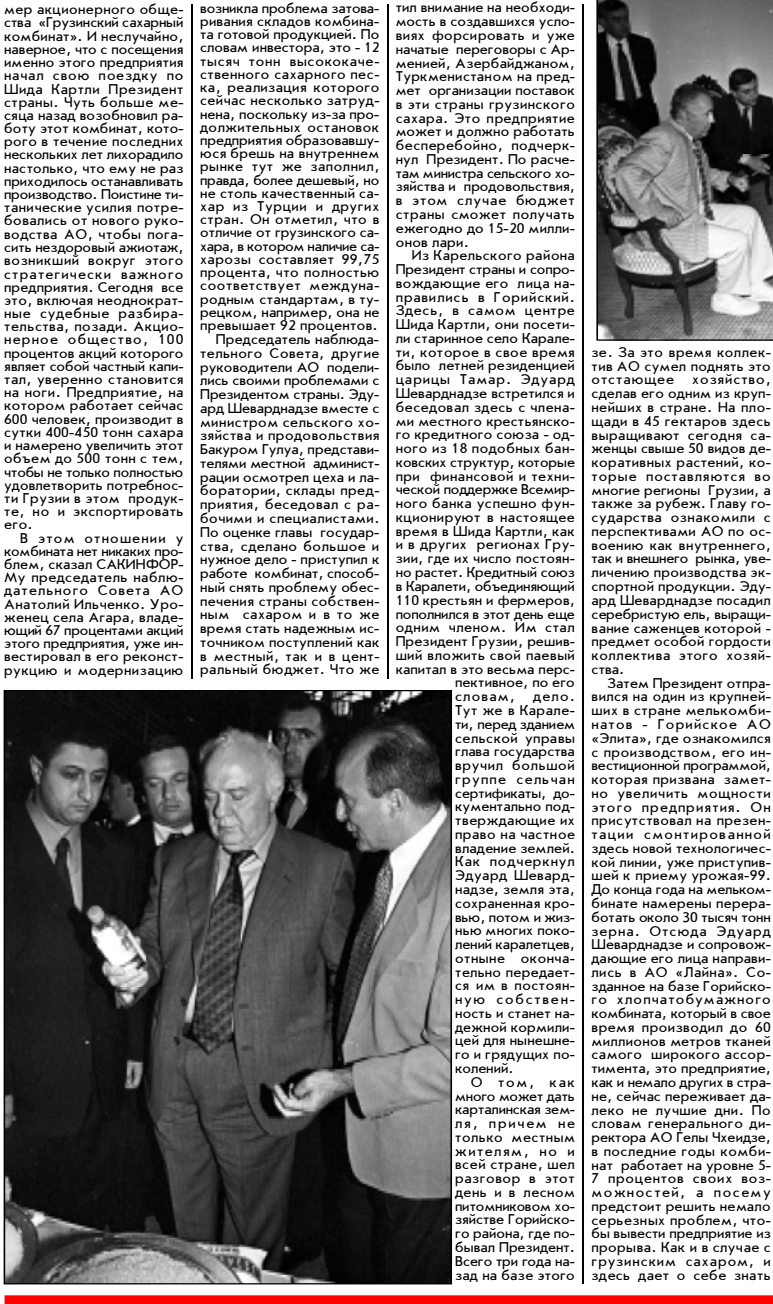 мер акционерного обще-
ства «Грузинский сахарный
комбинат». И неслучайно,
наверное, что с посещения
именно этого предприятия
начал свою поездку по
Шида Картли Президент
страны. Чуть больше ме-
сяца назад возобновил ра-
боту этот комбинат, кото-
рого в течение последних
нескольких лет лихорадило
настолько, что ему не раз
приходилось останавливать
производство. Поистине ти-
танические усилия потре-
бовались от нового руко-
водства АО, чтобы пога-
сить нездоровый ажиотаж,
возникший вокруг этого
стратегически важного
предприятия. Сегодня все
это, включая неоднократ-
ные судебные разбира-
тельства, позади. Акцио-
нерное общество, 100
процентов акций которого
являет собой частный капи-
тал, уверенно становится
на ноги. Предприятие, на
котором работает сейчас
600 человек, производит в
сутки 400-450 тонн сахара
и намерено увеличить этот
объем до 500 тонн с тем,
чтобы не только полностью
удовлетворить потребнос-
ти Грузии в этом продук-
те, но и экспортировать
его.
В этом отношении у
комбината нет никаких про-
блем, сказал САКИНФОР-
Му председатель наблю-
дательного Совета АО
Анатолий Ильченко. Уро-
женец села Агара, владе-
ющий 67 процентами акций
этого предприятия, уже ин-
вестировал в его реконст-
рукцию и модернизацию
возникла проблема затова-
ривания складов комбина-
та готовой продукцией. По
словам инвестора, это - 12
тысяч тонн высококаче-
ственного сахарного пес-
ка, реализация которого
сейчас несколько затруд-
нена, поскольку из-за про-
должительных остановок
предприятия образовавшу-
юся брешь на внутреннем
рынке тут же заполнил,
правда, более дешевый, но
не столь качественный са-
хар из Турции и других
стран. Он отметил, что в
отличие от грузинского са-
хара, в котором наличие са-
харозы составляет 99,75
процента, что полностью
соответствует междуна-
родным стандартам, в ту-
рецком, например, она не
превышает 92 процентов.
Председатель наблюда-
тельного Совета, другие
руководители АО подели-
лись своими проблемами с
Президентом страны. Эду-
ард Шеварднадзе вместе с
министром сельского хо-
зяйства и продовольствия
Бакуром Гулуа, представи-
телями местной администрации
рации осмотрел цеха и ла-
боратории, склады пред-
приятия, беседовал с ра-
бочими и специалистами.
По оценке главы государ-
ства, сделано большое и
нужное дело - приступил к
работе комбинат, способ-
ный снять проблему обес-
печения страны собствен-
ным сахаром и в то же
время стать надежным ис-
точником поступлений как
в местный, так и в цент-
ральный бюджет. Что же
тил внимание на необходи-
мость в создавшихся усло-
виях форсировать и уже
начатые переговоры с Ар-
менией, Азербайджаном,
Туркменистаном на пред-
мет организации поставок
в эти страны грузинского
сахара. Это предприятие
может и должно работать
бесперебойно, подчерк-
нул Президент. По расче-
там министра сельского хо-
зяйства и продовольствия,
в этом случае бюджет
страны сможет получать
ежегодно до 15-20 милли-
онов лари.
Из Карельского района
Президент страны и сопро-
вождающие его лица на-
правились в Горийский.
Здесь, в самом центре
Шида Картли, они посети-
ли старинное село Карале-
ти, которое в свое время
было летней резиденцией
царицы Тамар. Эдуард
Шеварднадзе встретился и
беседовал здесь с члена-
ми местного крестьянско-
го кредитного союза - од-
ного из 18 подобных бан-
ковских структур, которые
при финансовой и техни-
ческой поддержке Всемир-
ного банка успешно фун-
кционируют в настоящее
время в Шида Картли, как
и в других регионах Гру-
зии, где их число постоян-
но растет. Кредитный союз
в Каралети, объединяющий
110 крестьян и фермеров,
пополнился в этот день еще
одним членом. Им стал
Президент Грузии, решив-
ший вложить свой паевый
капитал в это весьма перс-
пективное, по его
словам, дело.
Тут же в Карале-
ти, перед зданием
сельской управы
глава государства
вручил большой
группе сельчан
сертификаты, до-
кументально под-
тверждающие их
право на частное
владение землей.
Как подчеркнул
Эдуард Шевард-
надзе, земля эта,
сохраненная кро-
вью, потом и жиз-
нью многих поко-
лений каралетцев,
отныне оконча-
тельно передает-
ся им в постоян-
ную собствен-
ность и станет на-
дежной кормили-
цей для нынешне-
го и грядущих по-
колений.
О том, как
много может дать
карталинская зем-
ля, причем не
только местным
жителям, но и
всей стране, шел
разговор в этот
день и в лесном
питомниковом хо-
зяйстве Горийско-
го района, где по-
бывал Президент.
Всего три года на-
зад на базе этого
зе. За это время коллек-
тив АО сумел поднять это
отстающее хозяйство,
сделав его одним из круп-
нейших в стране. На пло-
щади в 45 гектаров здесь
выращивают сегодня са-
женцы свыше 50 видов де-
коративных растений, ко-
торые поставляются во
многие регионы Грузии, а
также за рубеж. Главу го-
сударства ознакомили с
перспективами АО по ос-
воению как внутреннего,
так и внешнего рынка, уве-
личению производства эк-
спортной продукции. Эду-
ард Шеварднадзе посадил
серебристую ель, выращи-
вание саженцев которой -
предмет особой гордости
коллектива этого хозяй-
ства.
Затем Президент отпра-
вился на один из крупней-
ших в стране мелькомби-
натов - Горийское АО
«Элита», где ознакомился
с производством, его ин-
вестиционной программой,
которая призвана замет-
но увеличить мощности
этого предприятия. Он
присутствовал на презен-
тации смонтированной
здесь новой технологичес-
кой линии, уже приступив-
шей к приему урожая-99.
До конца года на мельком-
бинате намерены перера-
ботать около 30 тысяч тонн
зерна. Отсюда Эдуард
Шеварднадзе и сопровож-
дающие его лица направи-
лись в АО «Лайна». Со-
зданное на базе Горийско-
го хлопчатобумажного
комбината, который в свое
время производил до 60
миллионов метров тканей
самого широкого ассор-
тимента, это предприятие,
как и немало других в стра-
не, сейчас переживает да-
леко не лучшие дни. По
словам генерального ди-
ректора АО Гелы Чхеидзе,
в последние годы комби-
нат работает на уровне 5-
7 процентов своих воз-
можностей, а посему
предстоит решить немало
серьезных проблем, что-
бы вывести предприятие из
прорыва. Как и в случае с
грузинским сахаром, и
здесь дает о себе знать